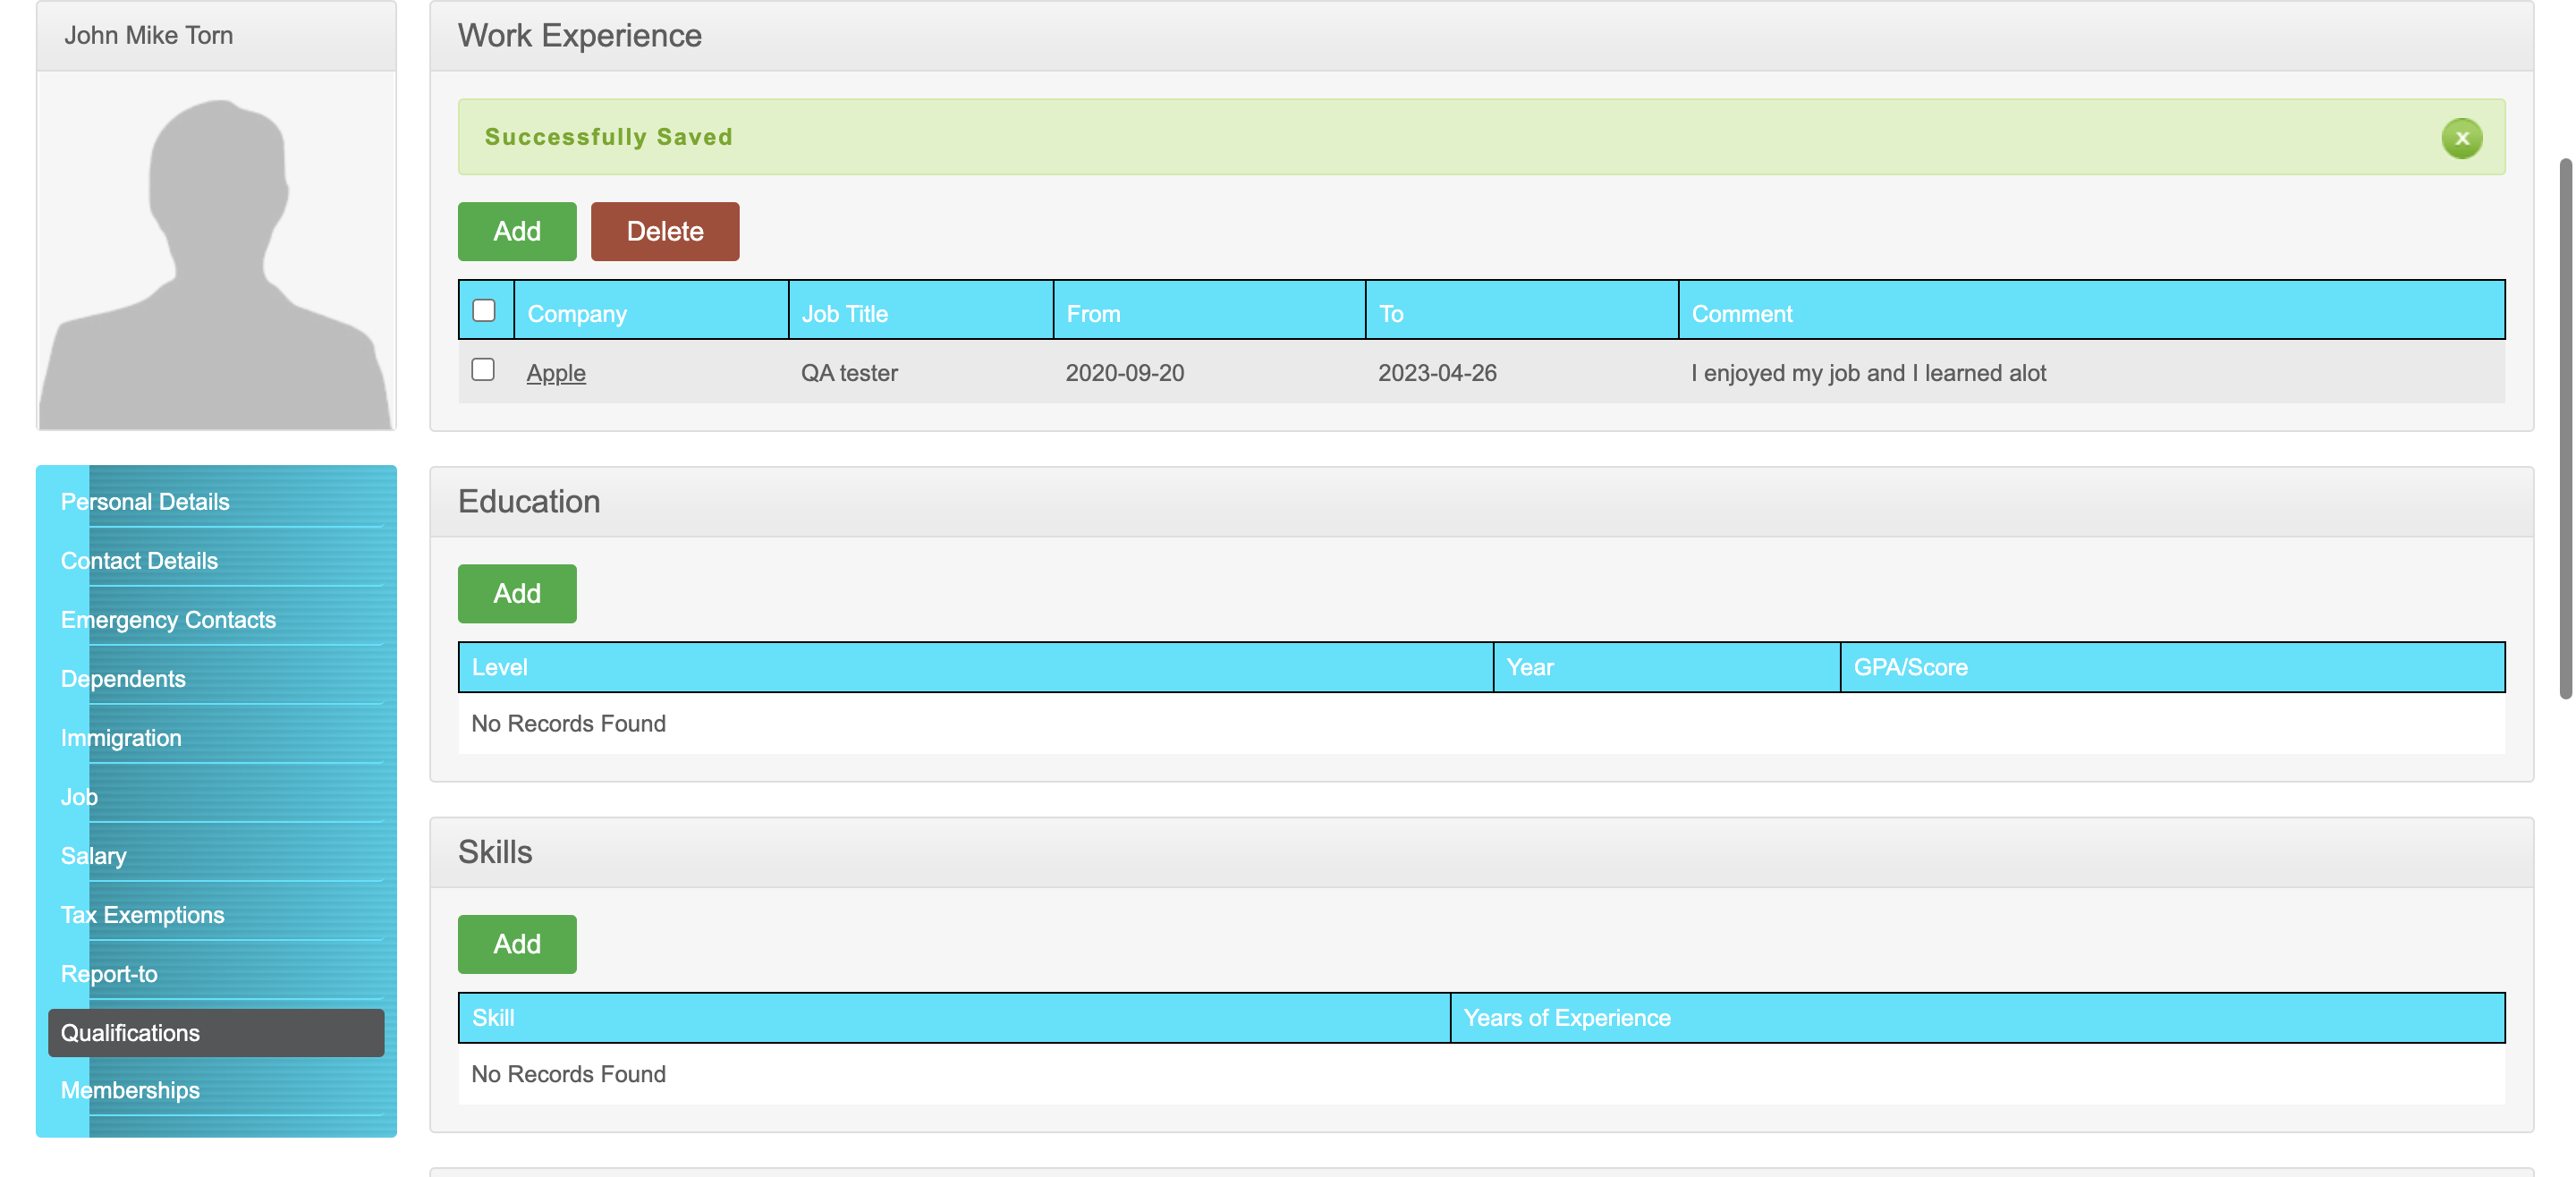 John Mike Torn
Work Experience
Successfully Saved
x
Add Delete
Company Job Title From To Comment
Apple QA tester 2020-09-20 2023-04-26 I enjoyed my job and I learned alot
Personal Details
Contact Details
Emergency Contacts
Dependents
Immigration
Job
Salary
Tax Exemptions
Report-to
Qualifications
Memberships
Education
Add
Level Year GPA/Score
No Records Found
Skills
Add
Skill Years of Experience
No Records Found